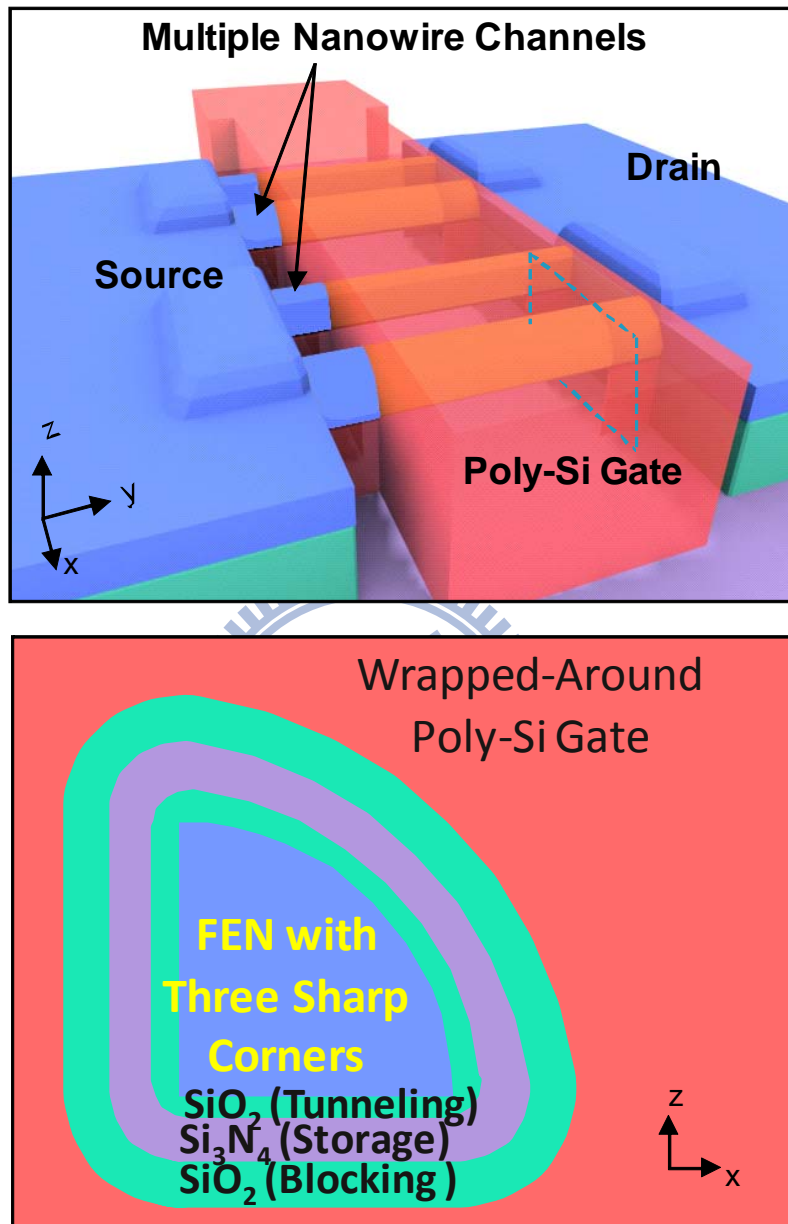 Multiple Nanowire Channels
Drain
Source
Poly-Si Gate
z
y
x
Wrapped-Around
Poly-Si Gate
FEN with
Three Sharp
Corners
SiO₂ (Tunneling)
Si₃N₄ (Storage)
SiO₂ (Blocking )
z
x